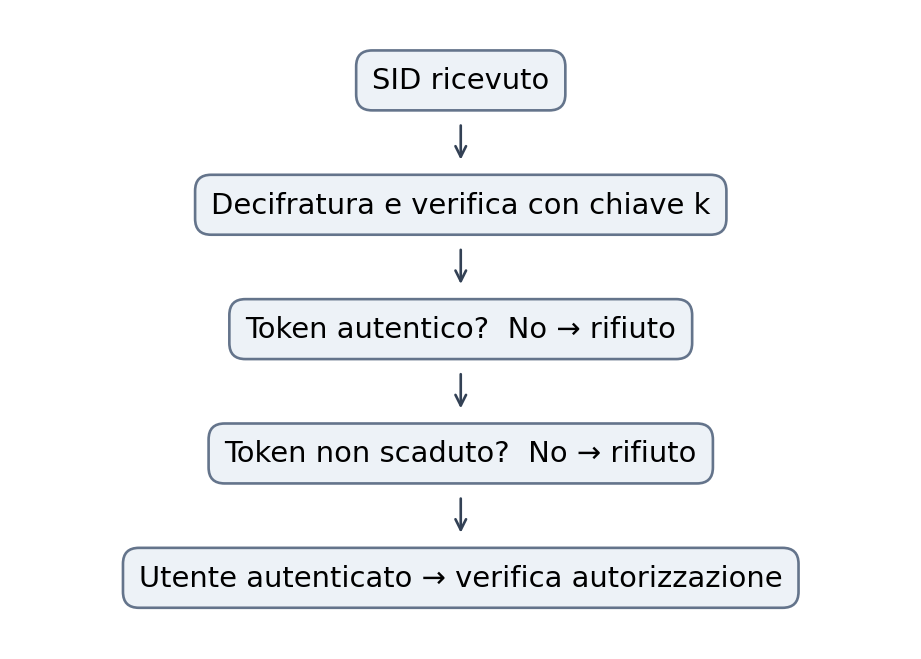 SID ricevuto
Decifratura e verifica con chiave k
Token autentico?  No → rifiuto
Token non scaduto?  No → rifiuto
Utente autenticato → verifica autorizzazione